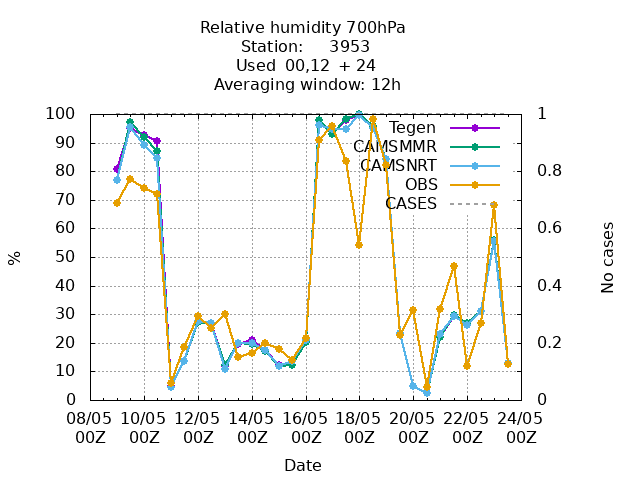 Relative humidity 700hPa
Station: 3953
Used 00,12 + 24
Averaging window: 12h
100
90
80
70
60
50
40
30
20
10
0
%
1
0.8
0.6
0.4
0.2
0
No cases
Tegen
CAMSMMR
CAMSNRT
OBS
CASES
08/05 10/05 12/05 14/05 16/05 18/05 20/05 22/05 24/05
00Z 00Z 00Z 00Z 00Z 00Z 00Z 00Z 00Z
Date